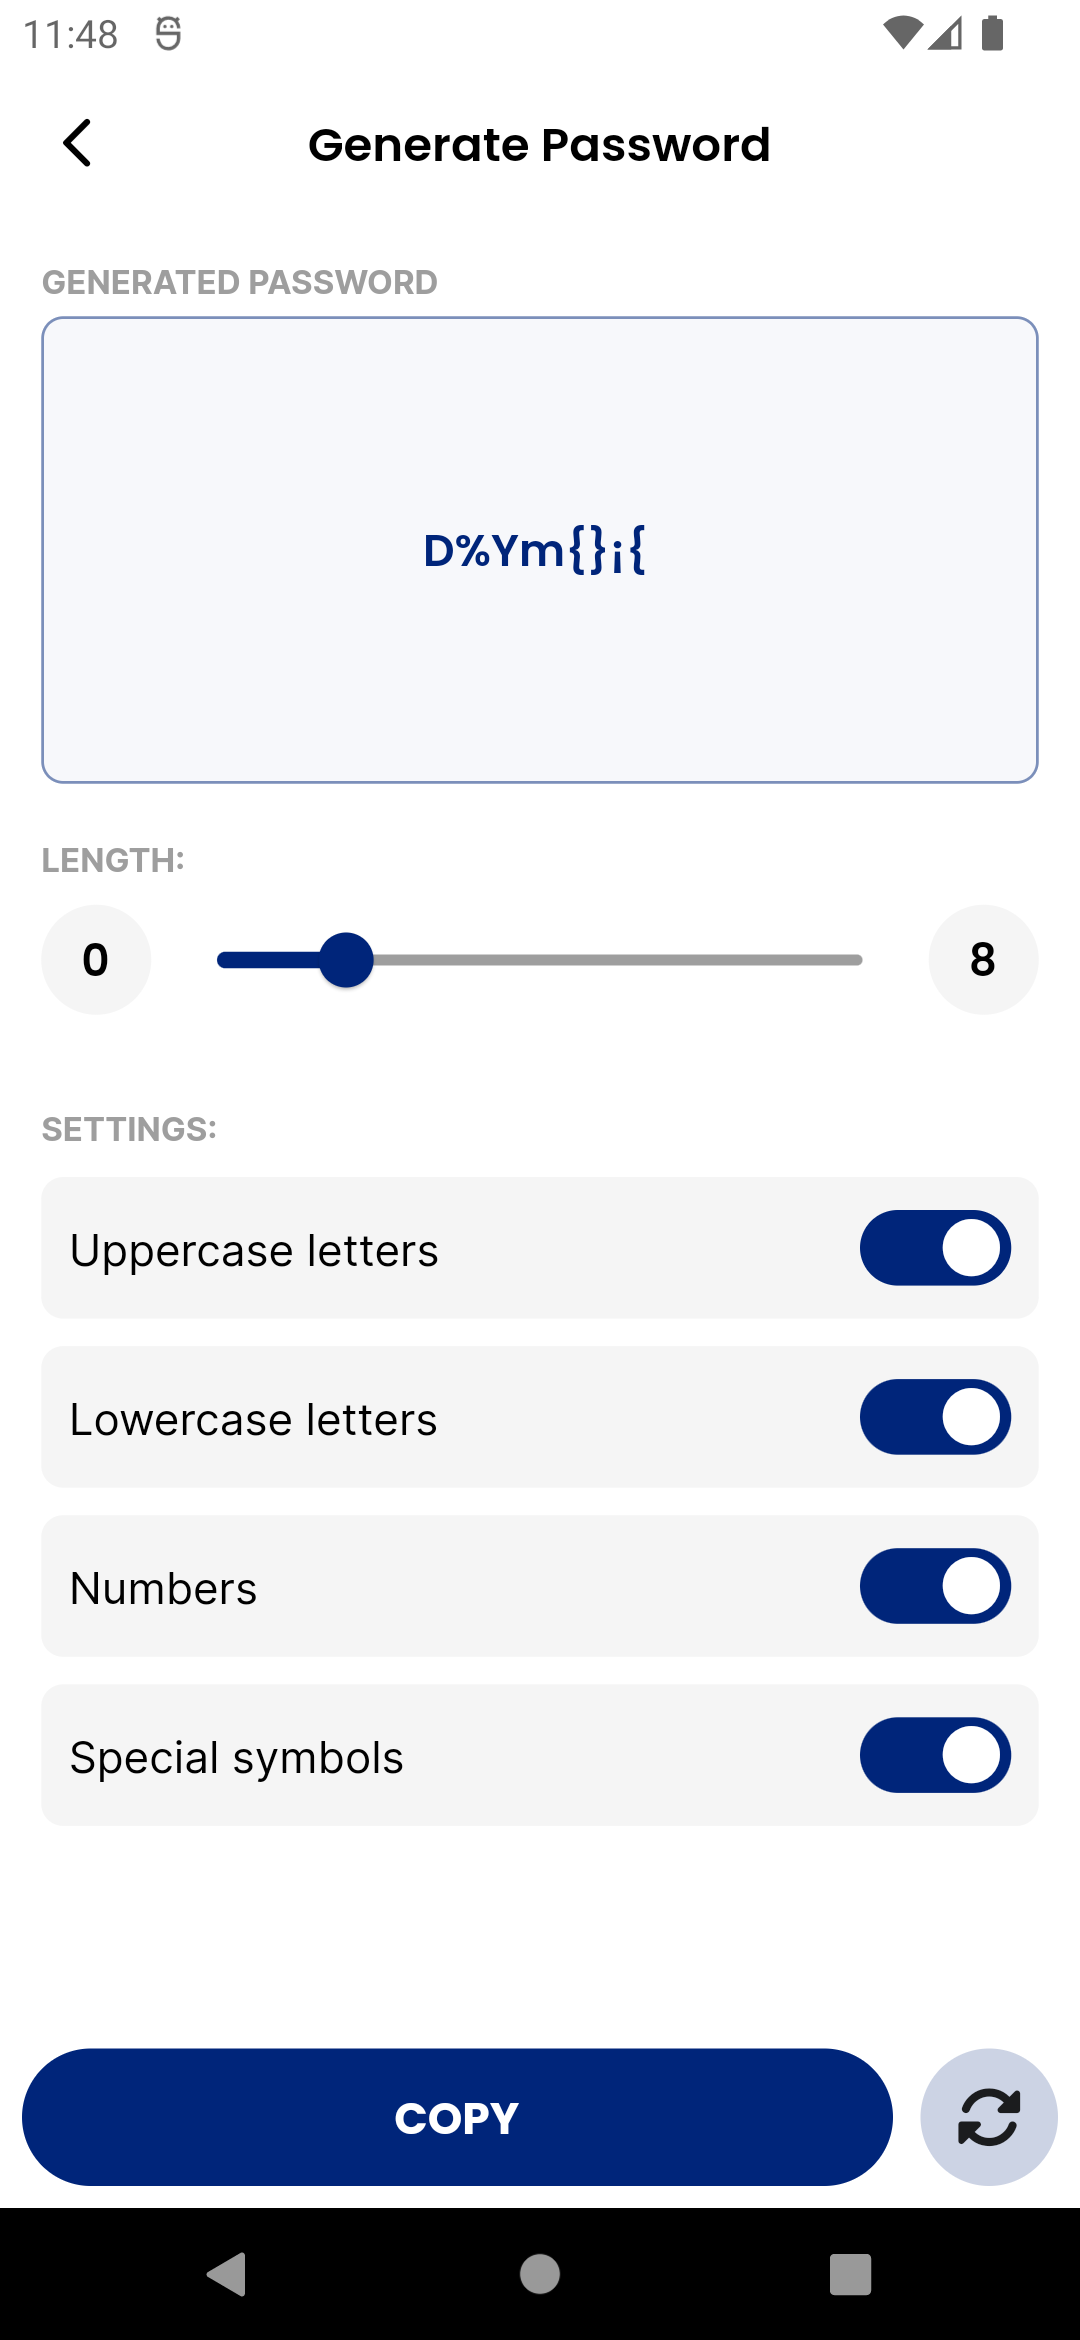 11:48
Generate Password
GENERATED PASSWORD
D%Ym{}¡{
LENGTH:
0
8
SETTINGS:
Uppercase letters
Lowercase letters
Numbers
Special symbols
COPY